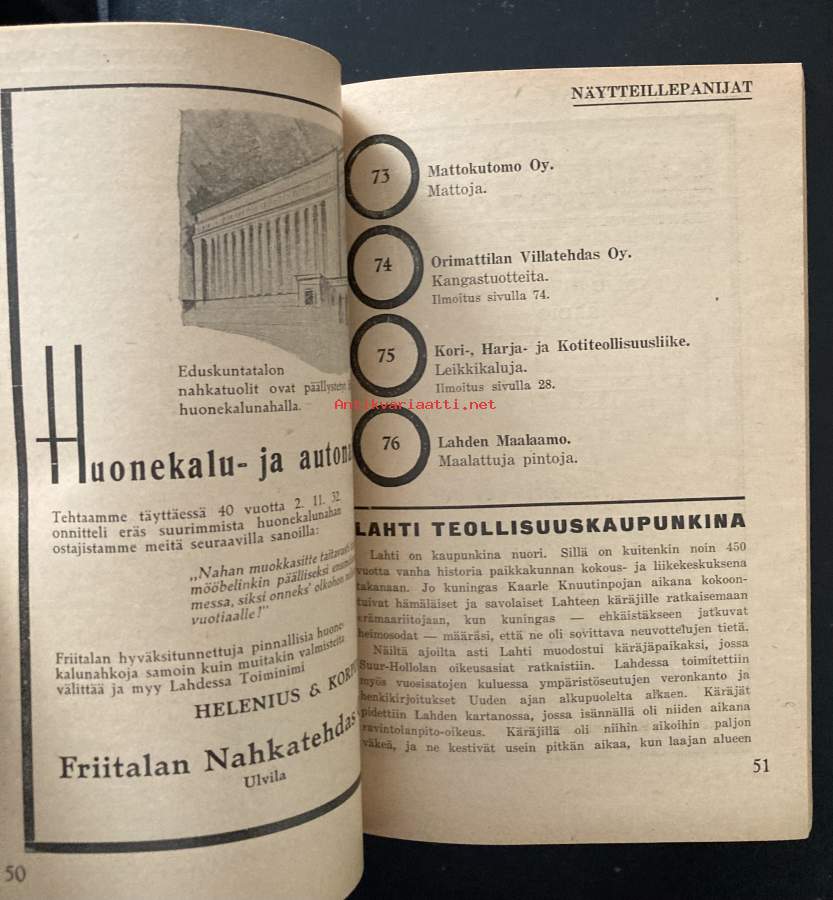 Eduskuntatalon
nahkatuolit ovat
huonekalunahalla.
Huonekalu- ja
Tehtaamme täyttäessä 40 vuotta 2. 11. 32.
onnitteli eräs suurimmista huonekalunahan
ostajistamme meitä seuraavilla sanoilla:
„Nahan muokkasitte
mööbelinkin päälliseksi
messa, siksi onneks' olkohon
vuotiaalle!"
Friitalan hyväksitunnettuja pinnallisia huone-
kalunahkoja samoin kuin muitakin valmisteita
välittää ja myy Lahdessa Toiminimi
HELENIUS &
Friitalan Nahkatehdas
Ulvila
50
NÄYTTEILLEPANIJAT
73
Mattokutomo Oy.
Mattoja.
74
Orimattilan Villatehdas Oy.
Kangastuotteita.
Ilmoitus sivulla 74.
75
Kori-, Harja- ja Kotiteollisuusliike.
Leikkikaluja.
Ilmoitus sivulla 28.
Antikvariaatti.net
76
Lahden Maalaamo.
Maalattuja pintoja.
LAHTI TEOLLISUUSKAUPUNKINA
Lahti on kaupunkina nuori. Sillä on kuitenkin noin 450
vuotta vanha historia paikkakunnan kokous- ja liikekeskuksena
takanaan. Jo kuningas Kaarle Knuutinpojan aikana kokoon-
tuivat hämäläiset ja savolaiset Lahteen käräjille ratkaisemaan
erämaariitojaan, kun kuningas — ehkäistäkseen jatkuvat
heimosodat — määräsi, että ne oli sovittava neuvottelujen tietä.
Näiltä ajoilta asti Lahti muodostui käräjäpaikaksi, jossa
Suur-Hollolan oikeusasiat ratkaistiin. Lahdessa toimitettiin
myös vuosisatojen kuluessa ympäristöseutujen veronkanto ja
henkikirjoitukset Uuden ajan alkupuolelta alkaen. Käräjät
pidettiin Lahden kartanossa, jossa isännällä oli niiden aikana
ravintolanpito-oikeus. Käräjillä oli niihin aikoihin paljon
väkeä, ja ne kestivät usein pitkän aikaa, kun laajan alueen
51